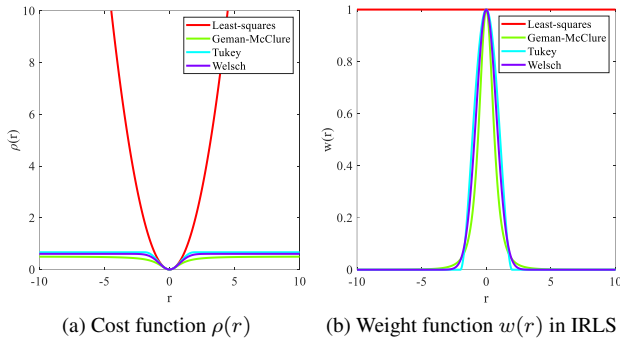 10
8
6
4
2
0
ρ(r)
-10 -5 0 5 10
r
Least-squares
Geman-McClure
Tukey
Welsch
(a) Cost function ρ(r)
1
0.8
0.6
0.4
0.2
0
w(r)
-10 -5 0 5 10
r
Least-squares
Geman-McClure
Tukey
Welsch
(b) Weight function w(r) in IRLS